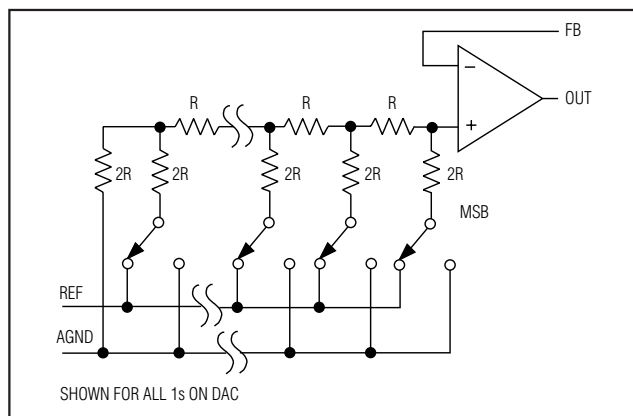 FB
R R R
− OUT
+
2R 2R 2R 2R 2R
MSB
REF
AGND
SHOWN FOR ALL 1s ON DAC